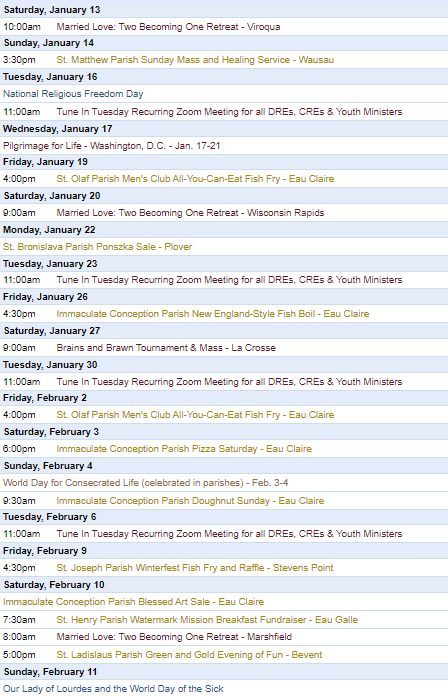 Saturday, January 13
10:00am Married Love: Two Becoming One Retreat - Viroqua
Sunday, January 14
3:30pm St. Matthew Parish Sunday Mass and Healing Service - Wausau
Tuesday, January 16
National Religious Freedom Day
11:00am Tune In Tuesday Recurring Zoom Meeting for all DREs, CREs & Youth Ministers
Wednesday, January 17
Pilgrimage for Life - Washington, D.C. - Jan. 17-21
Friday, January 19
4:00pm St. Olaf Parish Men's Club All-You-Can-Eat Fish Fry - Eau Claire
Saturday, January 20
9:00am Married Love: Two Becoming One Retreat - Wisconsin Rapids
Monday, January 22
St. Bronislava Parish Ponszka Sale - Plover
Tuesday, January 23
11:00am Tune In Tuesday Recurring Zoom Meeting for all DREs, CREs & Youth Ministers
Friday, January 26
4:30pm Immaculate Conception Parish New England-Style Fish Boil - Eau Claire
Saturday, January 27
9:00am Brains and Brawn Tournament & Mass - La Crosse
Tuesday, January 30
11:00am Tune In Tuesday Recurring Zoom Meeting for all DREs, CREs & Youth Ministers
Friday, February 2
4:00pm St. Olaf Parish Men's Club All-You-Can-Eat Fish Fry - Eau Claire
Saturday, February 3
6:00pm Immaculate Conception Parish Pizza Saturday - Eau Claire
Sunday, February 4
World Day for Consecrated Life (celebrated in parishes) - Feb. 3-4
9:30am Immaculate Conception Parish Doughnut Sunday - Eau Claire
Tuesday, February 6
11:00am Tune In Tuesday Recurring Zoom Meeting for all DREs, CREs & Youth Ministers
Friday, February 9
4:30pm St. Joseph Parish Winterfest Fish Fry and Raffle - Stevens Point
Saturday, February 10
Immaculate Conception Parish Blessed Art Sale - Eau Claire
7:30am St. Henry Parish Watermark Mission Breakfast Fundraiser - Eau Galle
8:00am Married Love: Two Becoming One Retreat - Marshfield
5:00pm St. Ladislaus Parish Green and Gold Evening of Fun - Bevent
Sunday, February 11
Our Lady of Lourdes and the World Day of the Sick